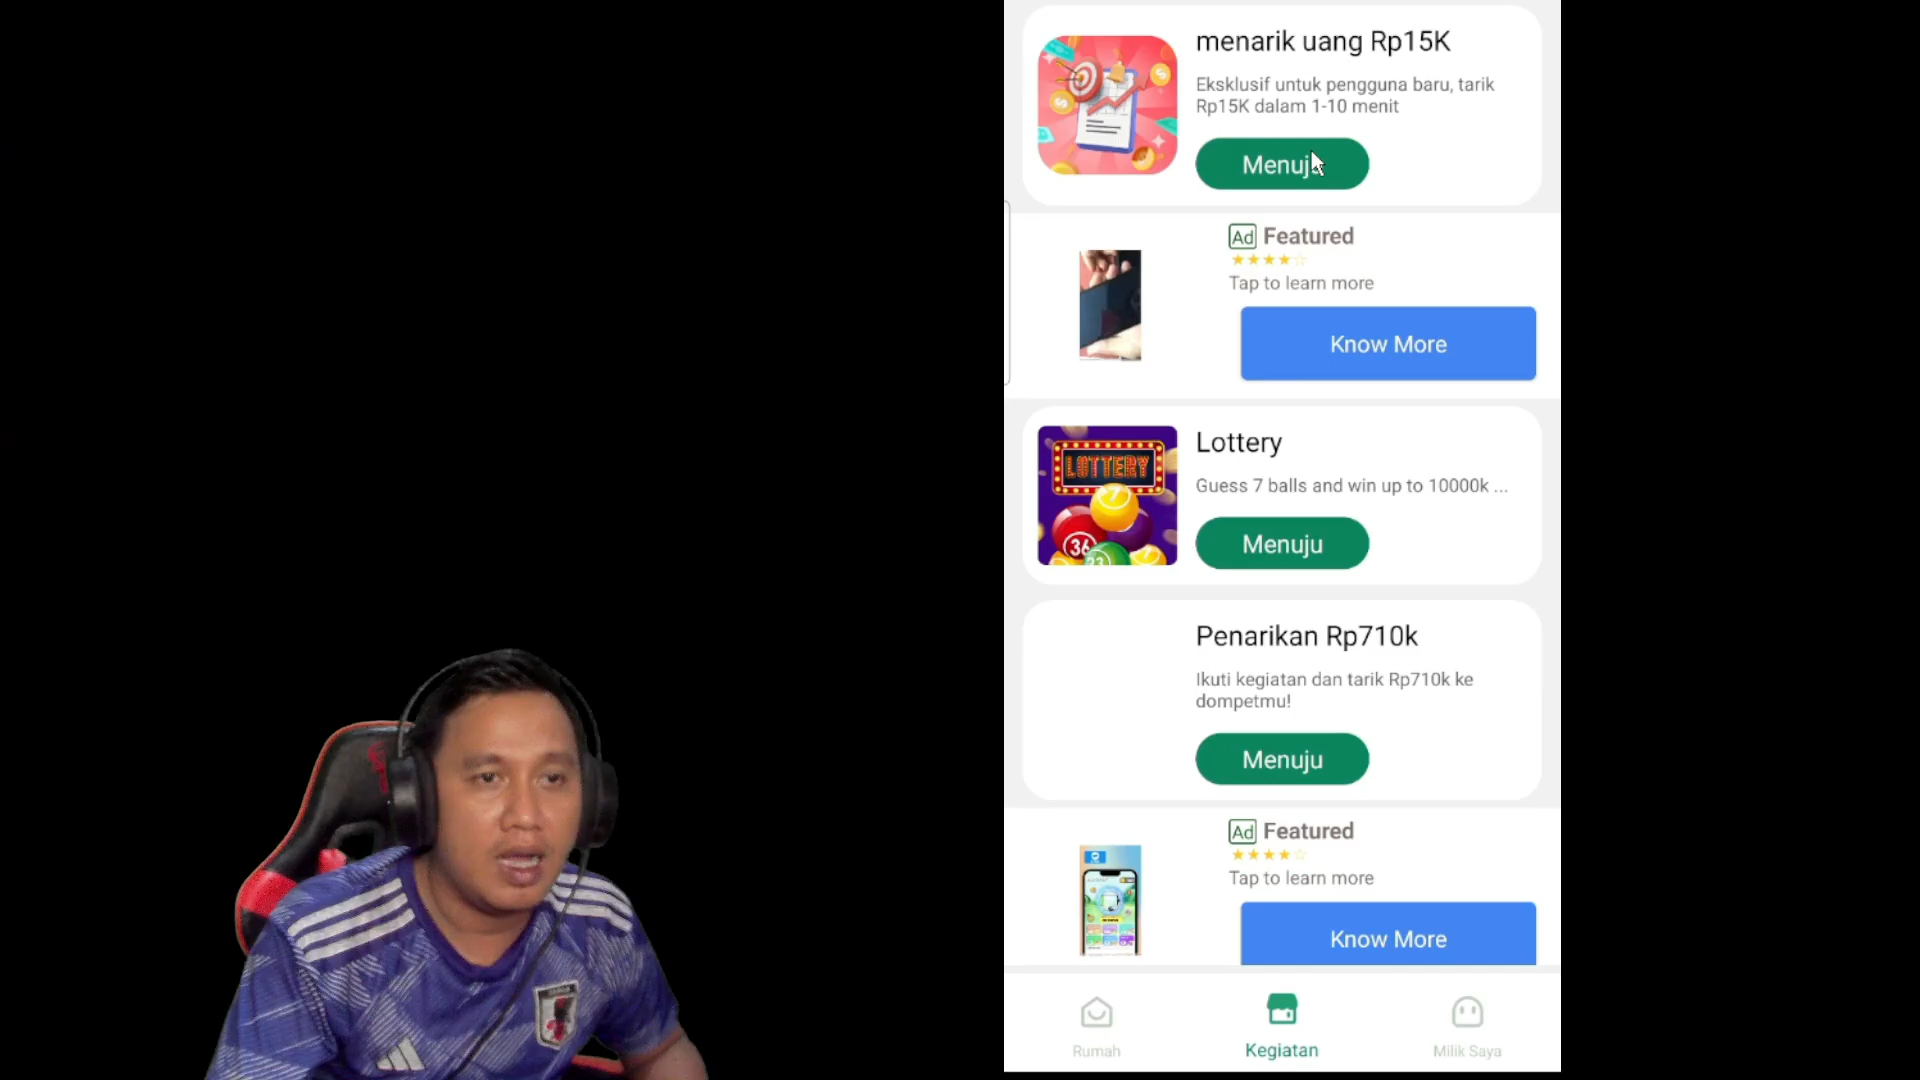 menarik uang Rp15K
Eksklusif untuk pengguna baru, tarik
Rp15K dalam 1-10 menit
Menuju
Ad Featured
Tap to learn more
Know More
LOTTERY
7
36
Lottery
Guess 7 balls and win up to 10000k ...
Menuju
Penarikan Rp710k
Ikuti kegiatan dan tarik Rp710k ke
dompetmu!
Menuju
Ad Featured
Tap to learn more
Know More
Rumah
Kegiatan
Milik Saya